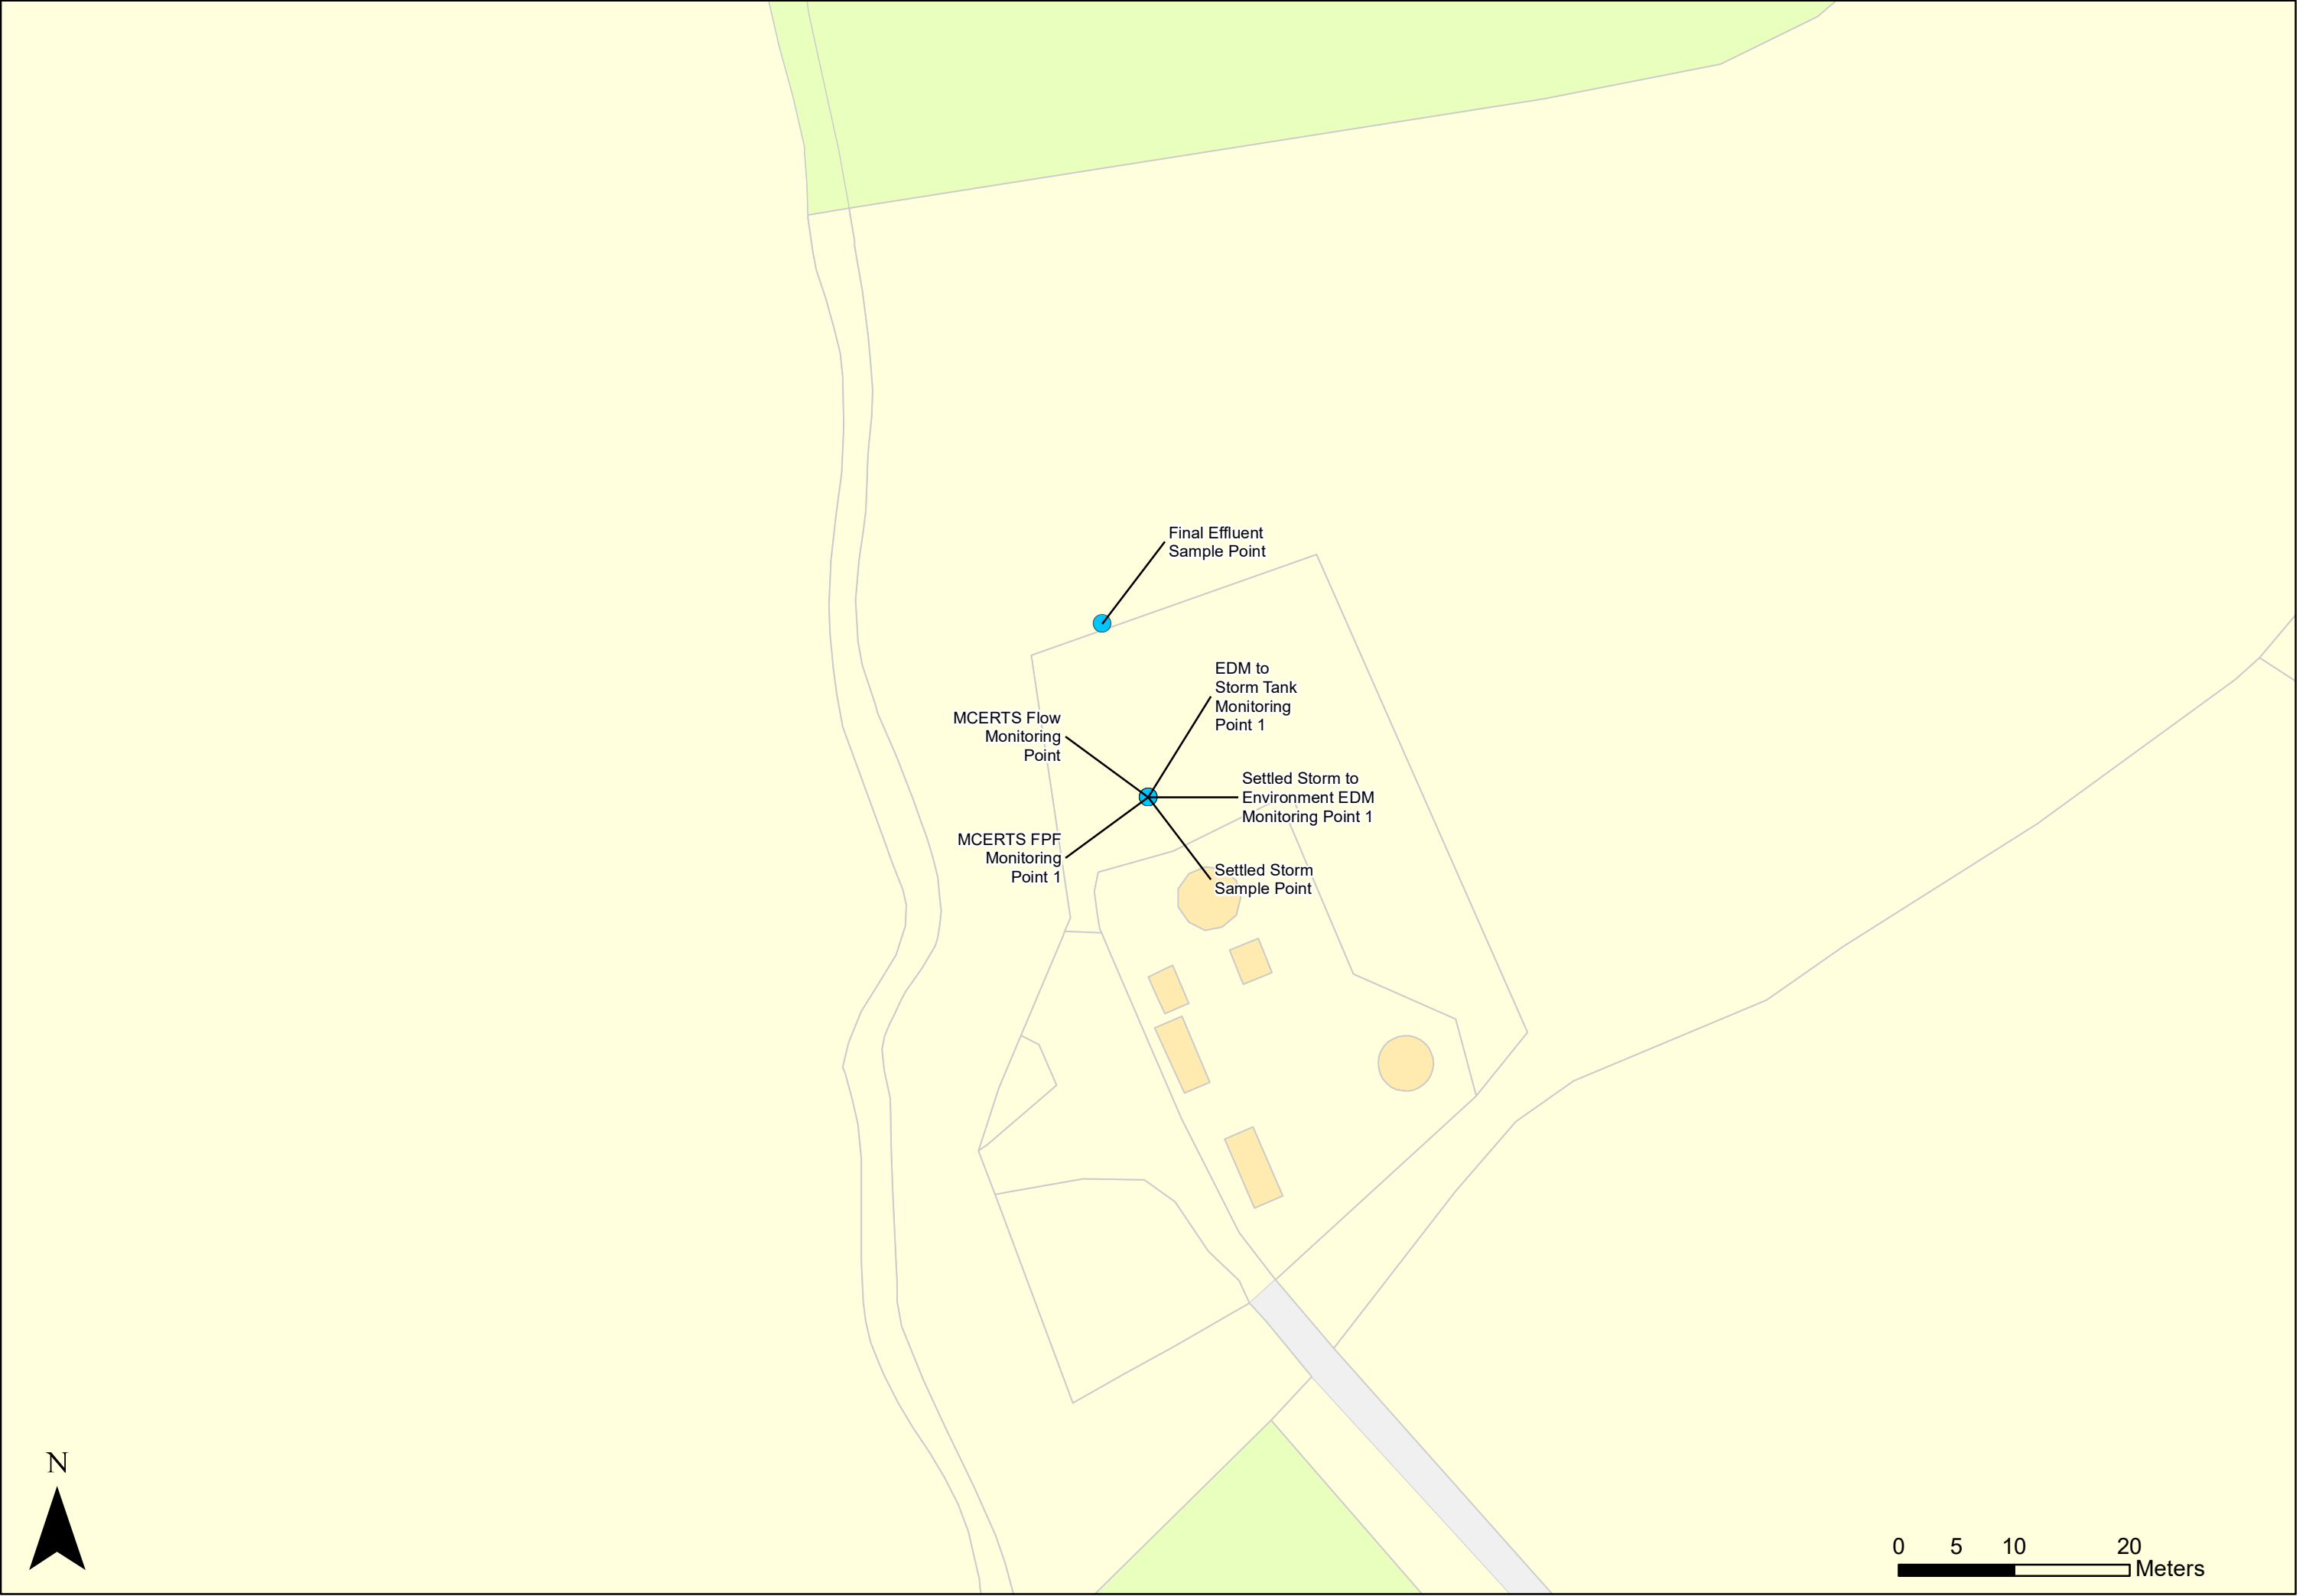 Final Effluent
Sample Point
EDM to
Storm Tank
Monitoring
Point 1
MCERTS Flow
Monitoring
Point
Settled Storm to
Environment EDM
Monitoring Point 1
MCERTS FPF
Monitoring
Point 1
Settled Storm
Sample Point
N
0 5 10 20
Meters